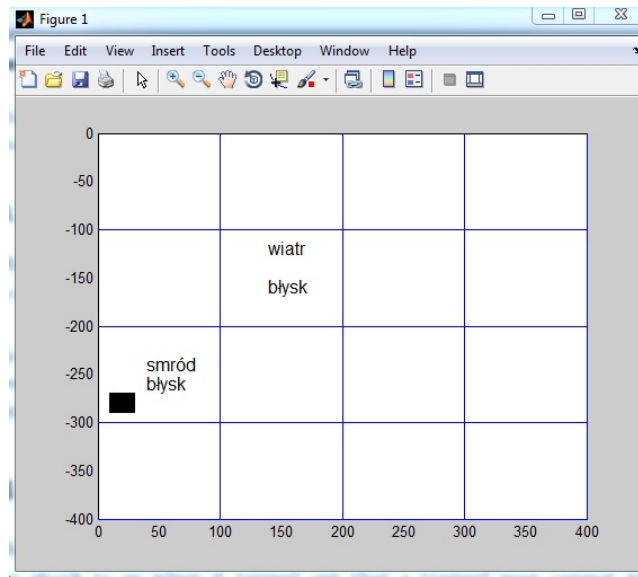 Figure 1
File Edit View Insert Tools Desktop Window Help
0
-50
-100
wiatr
-150
błysk
-200
smród
-250
błysk
-300
-350
-400
0 50 100 150 200 250 300 350 400